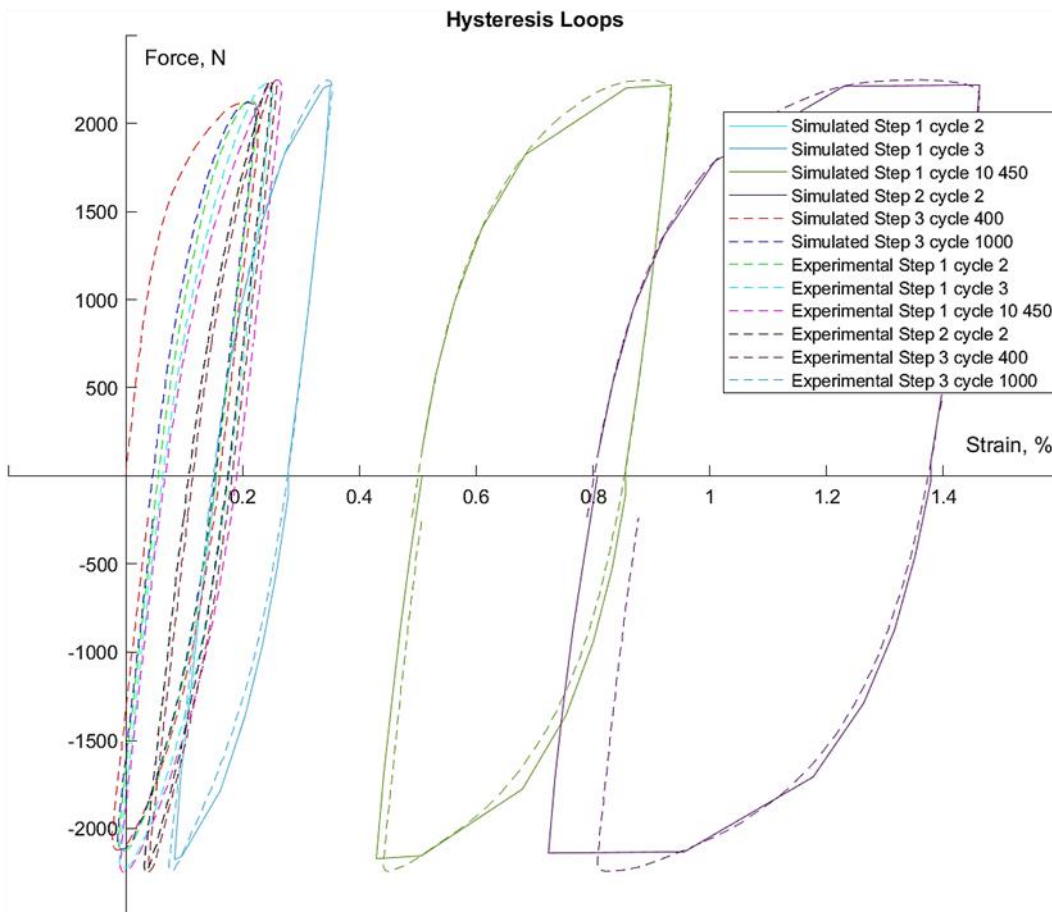 Hysteresis Loops
Force, N
2000
1500
1000
500
-500
-1000
-1500
-2000
0.2
0.4
0.6
0.8
1
1.2
1.4
Strain, %
Simulated Step 1 cycle 2
Simulated Step 1 cycle 3
Simulated Step 1 cycle 10 450
Simulated Step 2 cycle 2
Simulated Step 3 cycle 400
Simulated Step 3 cycle 1000
Experimental Step 1 cycle 2
Experimental Step 1 cycle 3
Experimental Step 1 cycle 10 450
Experimental Step 2 cycle 2
Experimental Step 3 cycle 400
Experimental Step 3 cycle 1000